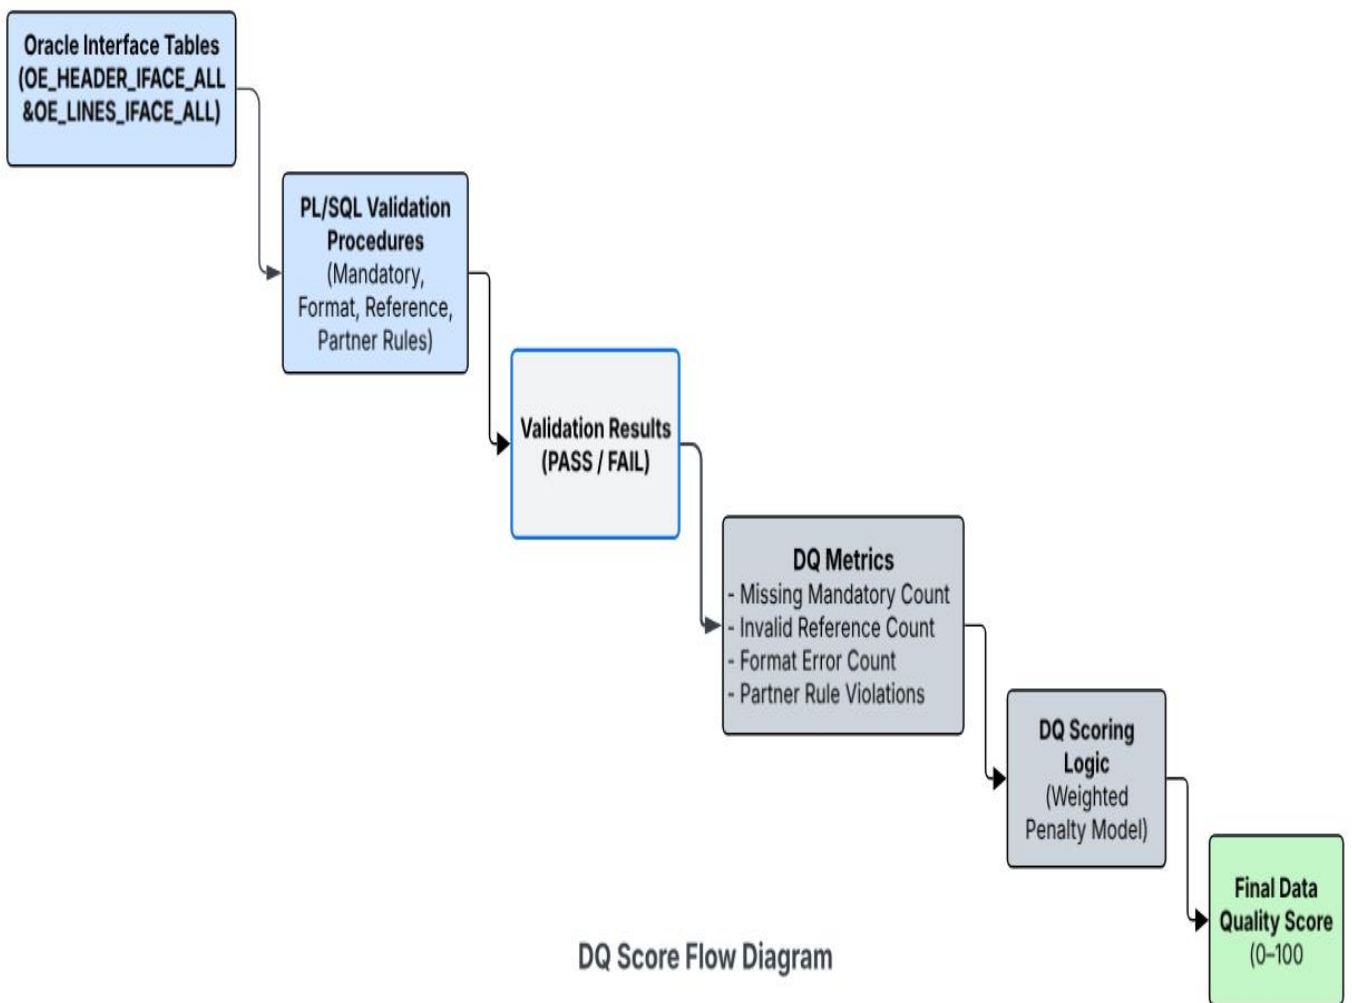 Oracle Interface Tables
(OE_HEADER_IFACE_ALL
&OE_LINES_IFACE_ALL)
PL/SQL Validation
Procedures
(Mandatory,
Format, Reference,
Partner Rules)
Validation Results
(PASS / FAIL)
DQ Metrics
- Missing Mandatory Count
- Invalid Reference Count
- Format Error Count
- Partner Rule Violations
DQ Scoring
Logic
(Weighted
Penalty Model)
Final Data
Quality Score
(0–100
DQ Score Flow Diagram